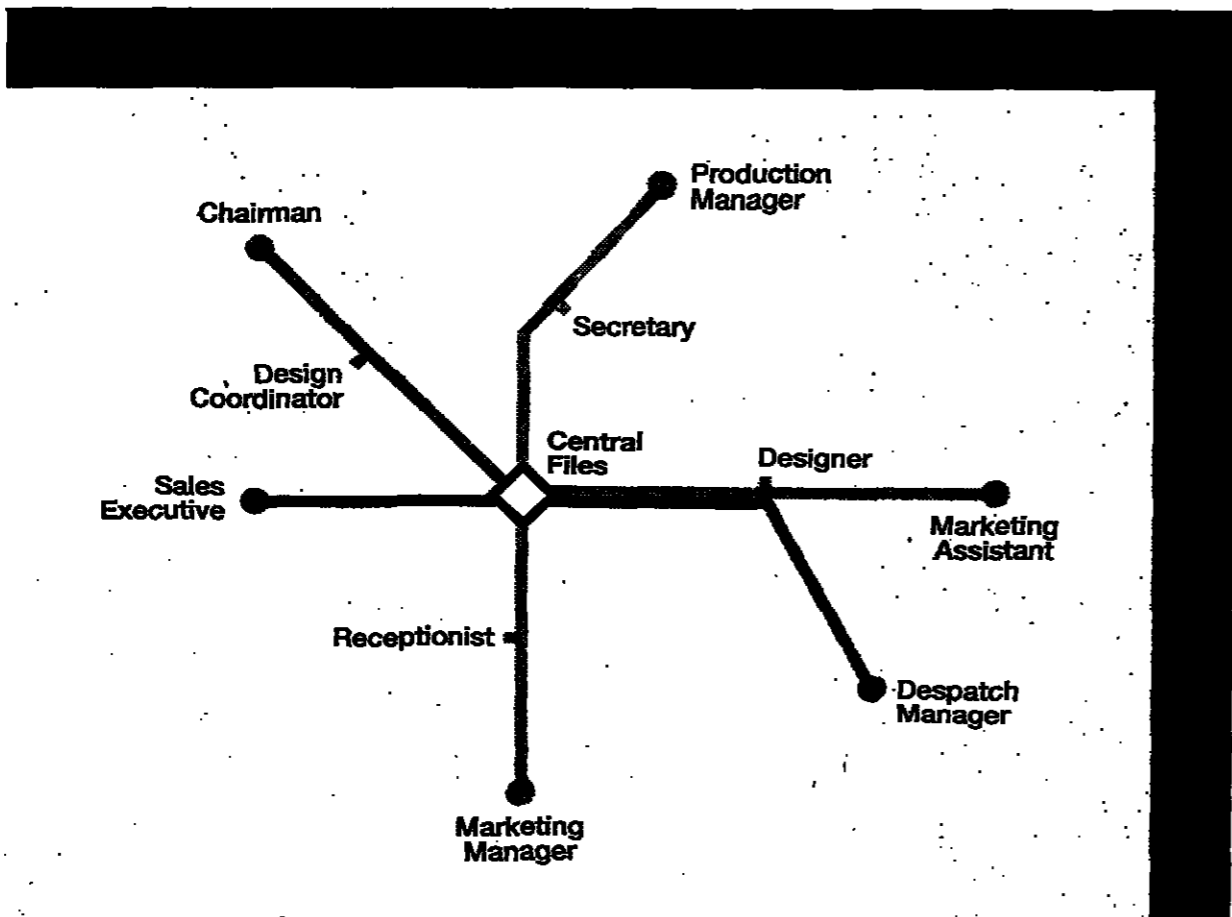 Production
Manager
Chairman
Secretary
Design
Coordinator
Central
Files
Designer
Sales
Executive
Marketing
Assistant
Receptionist
Despatch
Manager
Marketing
Manager